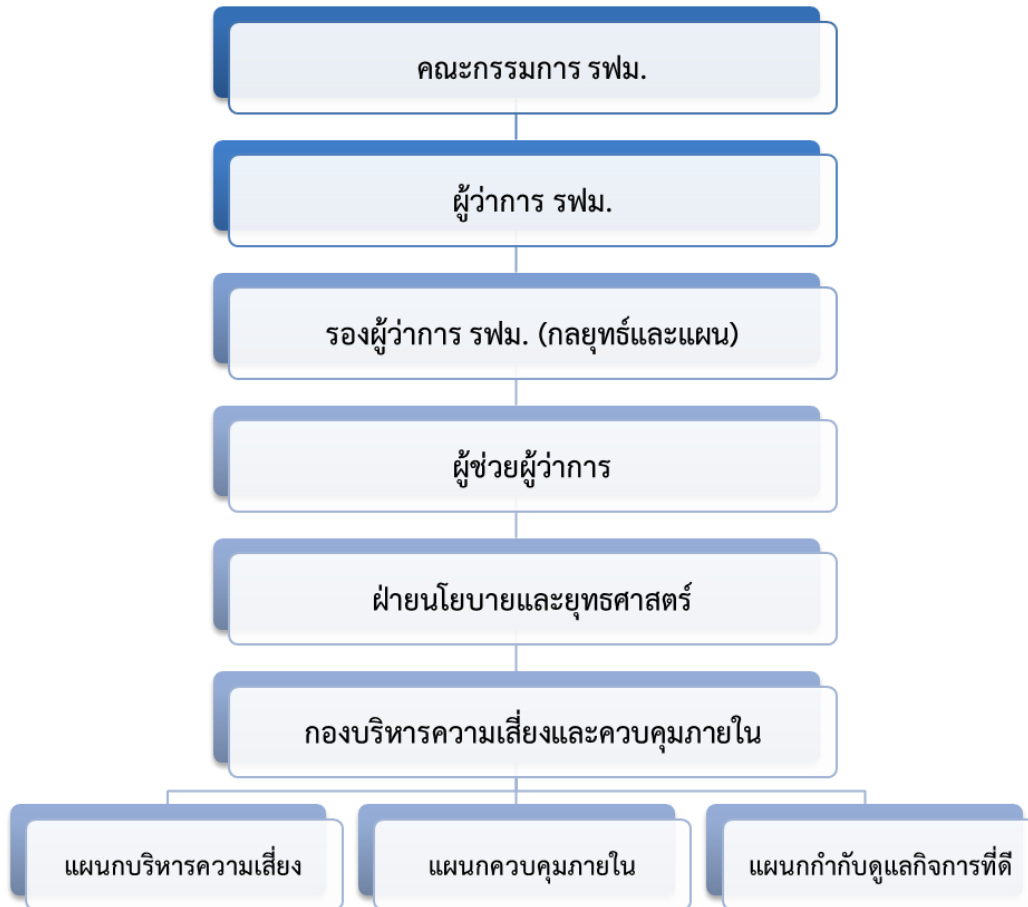 คณะกรรมการ รฟม.
ผู้ว่าการ รฟม.
รองผู้ว่าการ รฟม. (กลยุทธ์และแผน)
ผู้ช่วยผู้ว่าการ
ฝ่ายนโยบายและยุทธศาสตร์
กองบริหารความเสี่ยงและควบคุมภายใน
แผนกบริหารความเสี่ยง
แผนกควบคุมภายใน
แผนกกำกับดูแลกิจการที่ดี